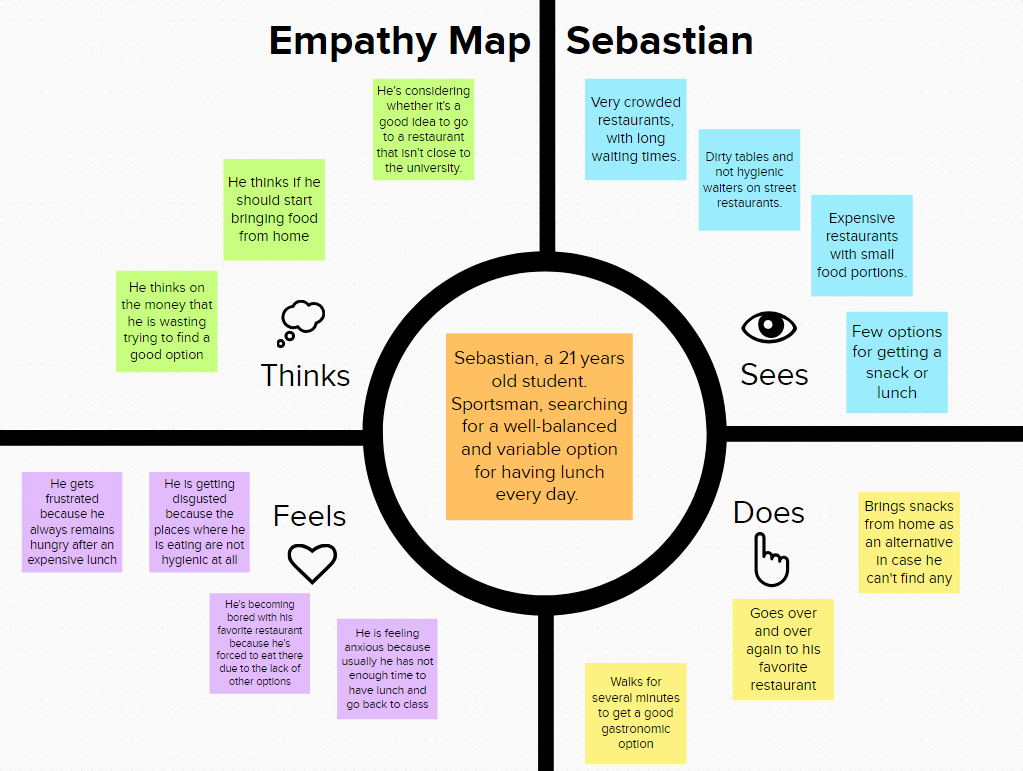 Empathy Map Sebastian
He's considering
whether it's a
good idea to go
to a restaurant
that isn't close to
the university.
He thinks if he
should start
bringing food
from home
He thinks on
the money that
he is wasting
trying to find a
good option
Thinks
Very crowded
restaurants,
with long
waiting times.
Dirty tables and
not hygienic
waiters on street
restaurants.
Expensive
restaurants
with small
food portions.
Few options
for getting a
snack or
lunch
Sees
Sebastian, a 21 years
old student.
Sportsman, searching
for a well-balanced
and variable option
for having lunch
every day.
He gets
frustrated
because he
always remains
hungry after an
expensive lunch
He is getting
disgusted
because the
places where he
is eating are not
hygienic at all
Feels
He's becoming
bored with his
favorite restaurant
because he's
forced to eat there
due to the lack of
other options
He is feeling
anxious because
usually he has not
enough time to
have lunch and
go back to class
Does
Brings snacks
from home as
an alternative
in case he
can't find any
Goes over
and over
again to his
favorite
restaurant
Walks for
several minutes
to get a good
gastronomic
option